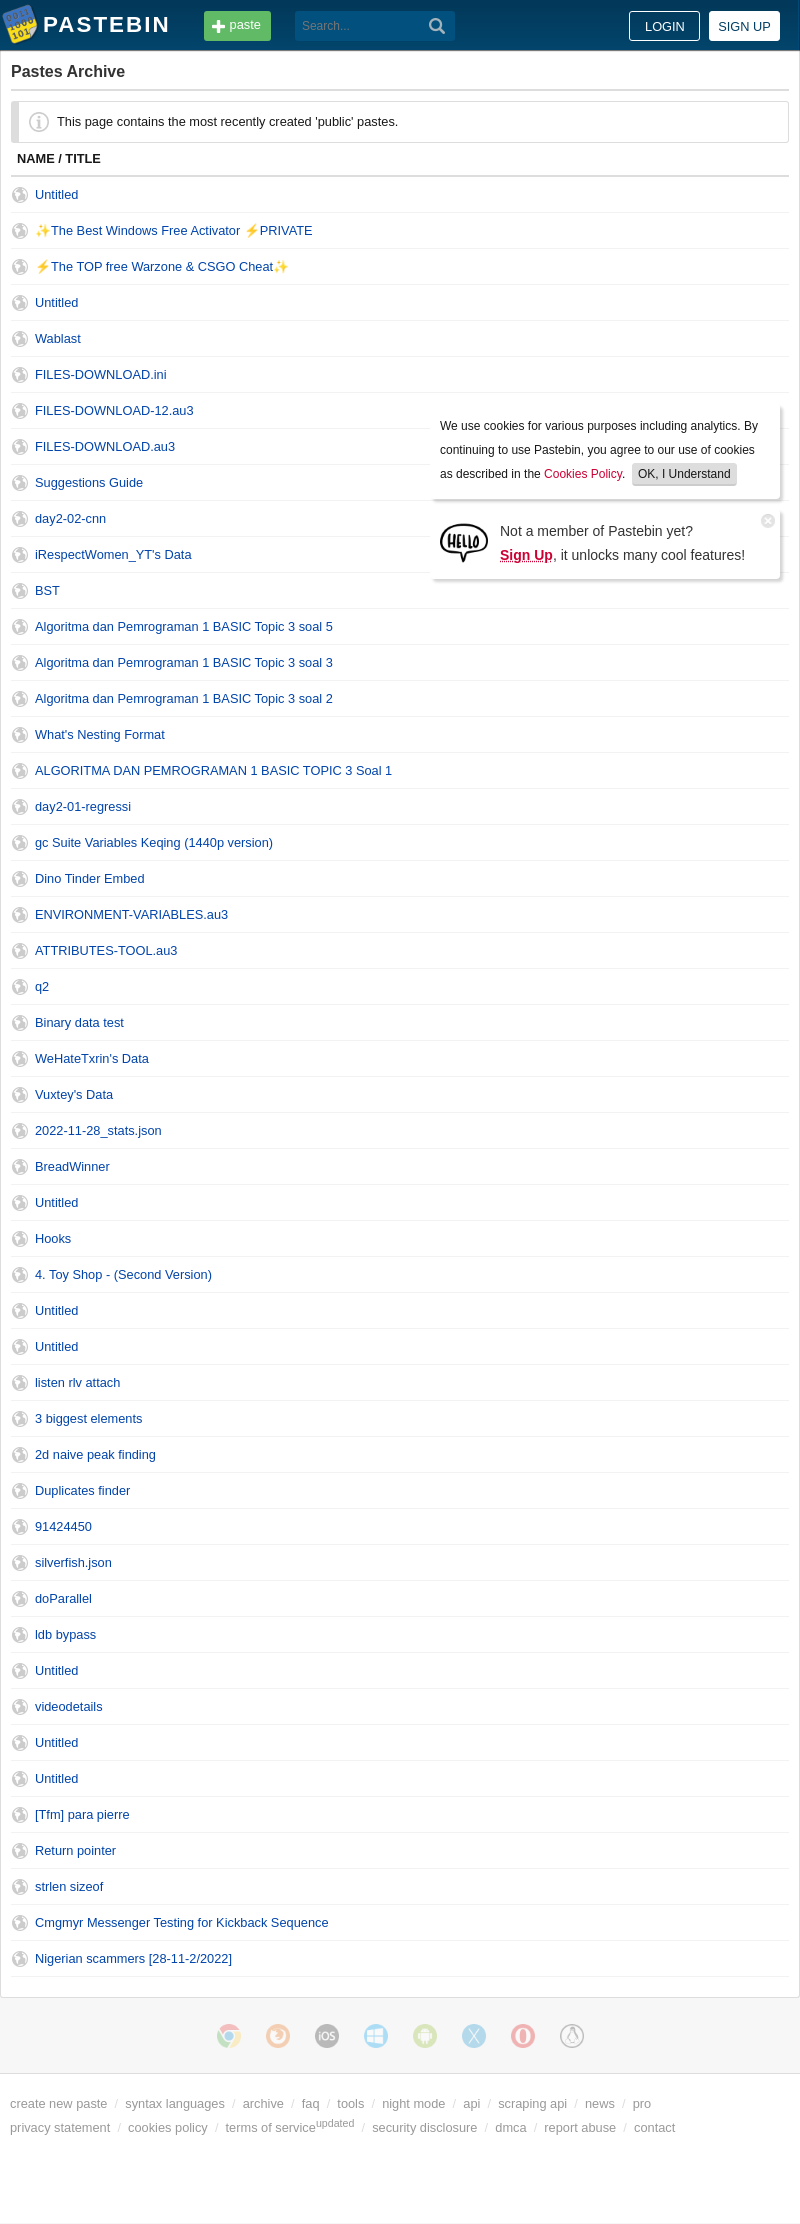 PASTEBIN
paste
Search...
LOGIN
SIGN UP
Pastes Archive
This page contains the most recently created 'public' pastes.
NAME / TITLE
Untitled
✨The Best Windows Free Activator ⚡PRIVATE
⚡The TOP free Warzone & CSGO Cheat✨
Untitled
Wablast
FILES-DOWNLOAD.ini
FILES-DOWNLOAD-12.au3
FILES-DOWNLOAD.au3
Suggestions Guide
day2-02-cnn
iRespectWomen_YT's Data
We use cookies for various purposes including analytics. By
continuing to use Pastebin, you agree to our use of cookies
as described in the Cookies Policy. OK, I Understand
HELLO
Not a member of Pastebin yet?
Sign Up, it unlocks many cool features!
BST
Algoritma dan Pemrograman 1 BASIC Topic 3 soal 5
Algoritma dan Pemrograman 1 BASIC Topic 3 soal 3
Algoritma dan Pemrograman 1 BASIC Topic 3 soal 2
What's Nesting Format
ALGORITMA DAN PEMROGRAMAN 1 BASIC TOPIC 3 Soal 1
day2-01-regressi
gc Suite Variables Keqing (1440p version)
Dino Tinder Embed
ENVIRONMENT-VARIABLES.au3
ATTRIBUTES-TOOL.au3
q2
Binary data test
WeHateTxrin's Data
Vuxtey's Data
2022-11-28_stats.json
BreadWinner
Untitled
Hooks
4. Toy Shop - (Second Version)
Untitled
Untitled
listen rlv attach
3 biggest elements
2d naive peak finding
Duplicates finder
91424450
silverfish.json
doParallel
ldb bypass
Untitled
videodetails
Untitled
Untitled
[Tfm] para pierre
Return pointer
strlen sizeof
Cmgmyr Messenger Testing for Kickback Sequence
Nigerian scammers [28-11-2/2022]
iOS
create new paste / syntax languages / archive / faq / tools / night mode / api / scraping api / news / pro
privacy statement / cookies policy / terms of serviceupdated / security disclosure / dmca / report abuse / contact